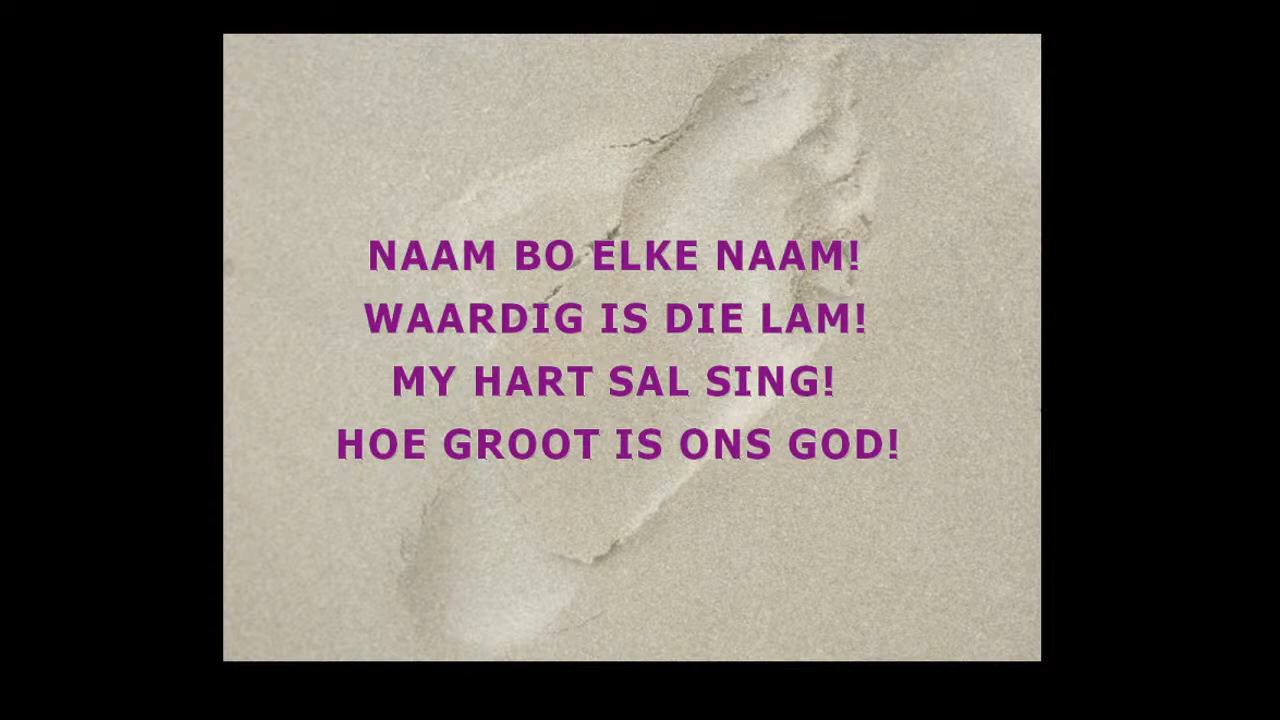 NAAM BO ELKE NAAM!
WAARDIG IS DIE LAM!
MY HART SAL SING!
HOE GROOT IS ONS GOD!